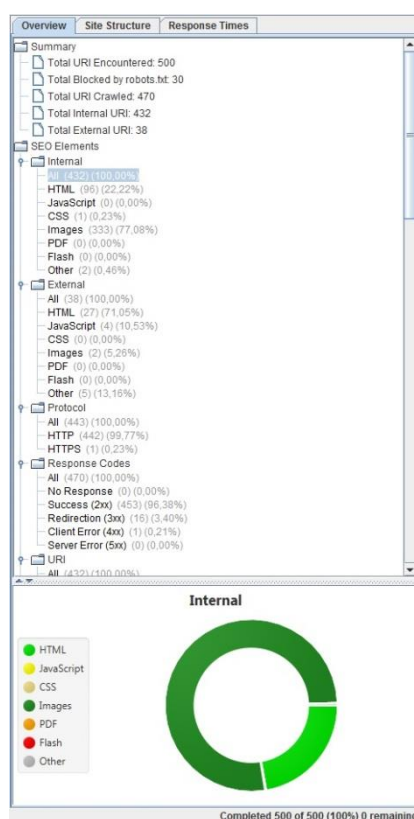 Overview Site Structure Response Times
Summary
Total URI Encountered: 500
Total Blocked by robots.txt: 30
Total URI Crawled: 470
Total Internal URI: 432
Total External URI: 38
SEO Elements
Internal
All (432) (100,00%)
HTML (96) (22,22%)
JavaScript (0) (0,00%)
CSS (1) (0,23%)
Images (333) (77,08%)
PDF (0) (0,00%)
Flash (0) (0,00%)
Other (2) (0,46%)
External
All (38) (100,00%)
HTML (27) (71,05%)
JavaScript (4) (10,53%)
CSS (0) (0,00%)
Images (2) (5,26%)
PDF (0) (0,00%)
Flash (0) (0,00%)
Other (5) (13,16%)
Protocol
All (443) (100,00%)
HTTP (442) (99,77%)
HTTPS (1) (0,23%)
Response Codes
All (470) (100,00%)
No Response (0) (0,00%)
Success (2xx) (453) (96,38%)
Redirection (3xx) (16) (3,40%)
Client Error (4xx) (1) (0,21%)
Server Error (5xx) (0) (0,00%)
URI
All (432) (100,00%)
Internal
HTML
JavaScript
CSS
Images
PDF
Flash
Other
Completed 500 of 500 (100%) 0 remaining